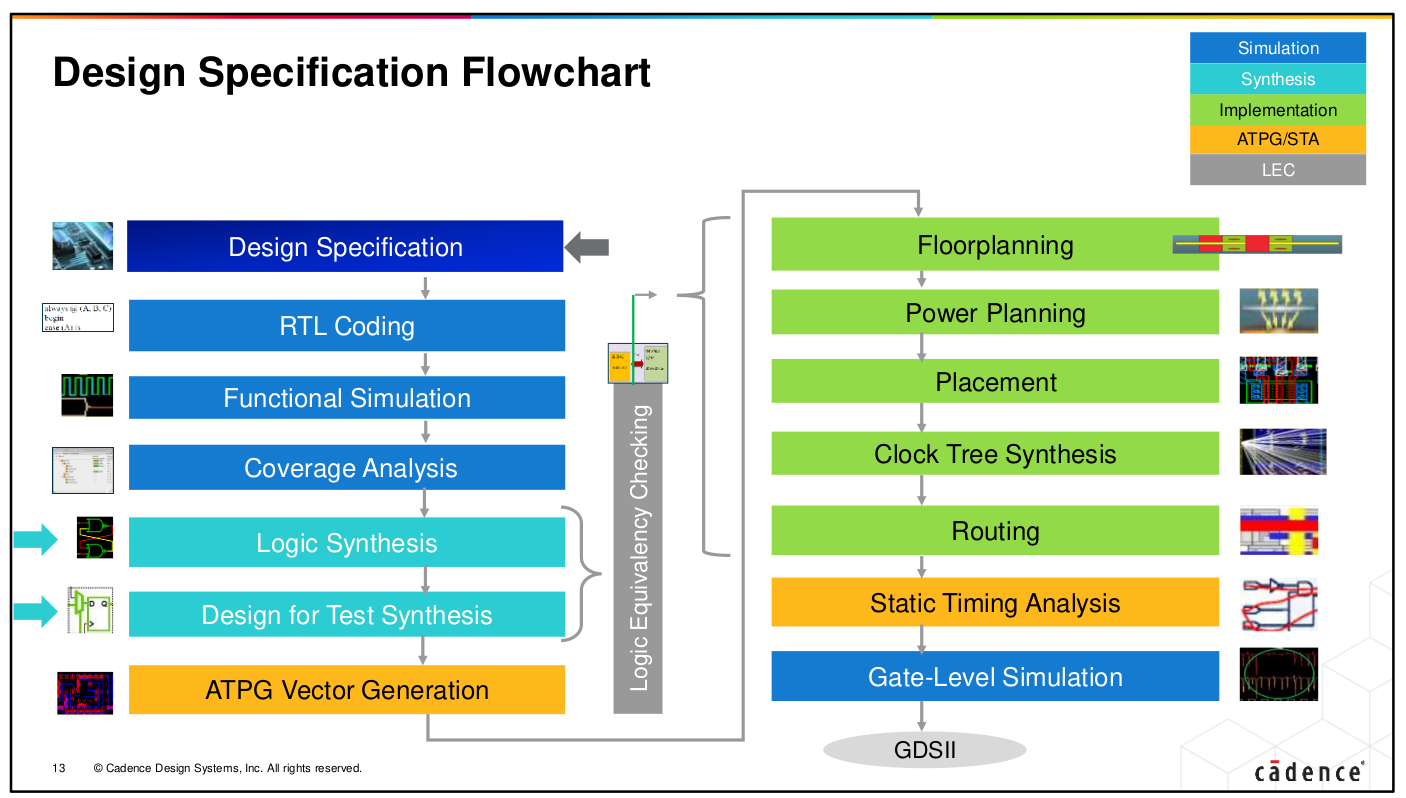 Design Specification Flowchart
Simulation
Synthesis
Implementation
ATPG/STA
LEC
Design Specification
always @ (A, B, C)
begin
case (A) is
RTL Coding
Functional Simulation
Coverage Analysis
Logic Synthesis
D Q
Design for Test Synthesis
ATPG Vector Generation
Logic Equivalency Checking
Floorplanning
Power Planning
Placement
Clock Tree Synthesis
Routing
Static Timing Analysis
Gate-Level Simulation
GDSII
13 © Cadence Design Systems, Inc. All rights reserved.
cādence®